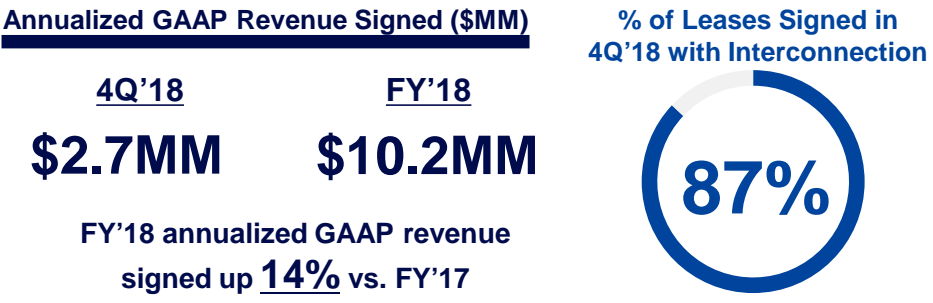 Annualized GAAP Revenue Signed ($MM)
4Q’18
FY’18
$2.7MM
$10.2MM
FY’18 annualized GAAP revenue
signed up 14% vs. FY’17
% of Leases Signed in
4Q’18 with Interconnection
87%